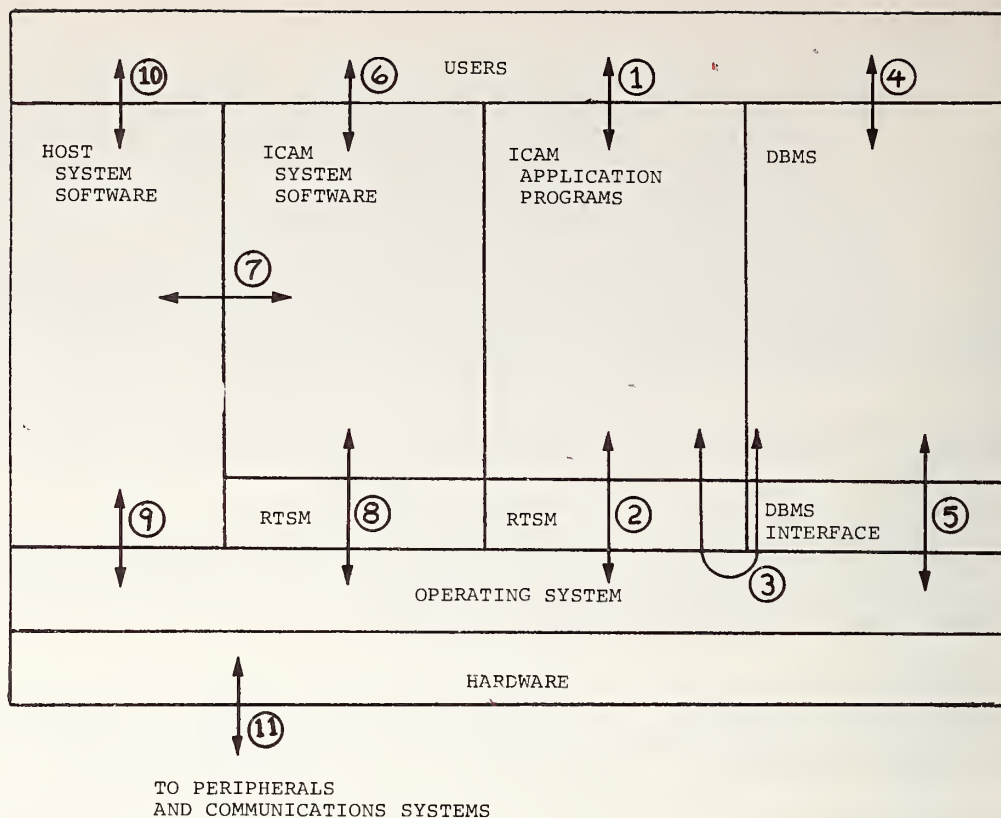 USERS
10
6
1
4
HOST
SYSTEM
SOFTWARE
ICAM
SYSTEM
SOFTWARE
ICAM
APPLICATION
PROGRAMS
DBMS
7
RTSM
8
RTSM
2
DBMS
INTERFACE
5
9
3
OPERATING SYSTEM
HARDWARE
11
TO PERIPHERALS
AND COMMUNICATIONS SYSTEMS